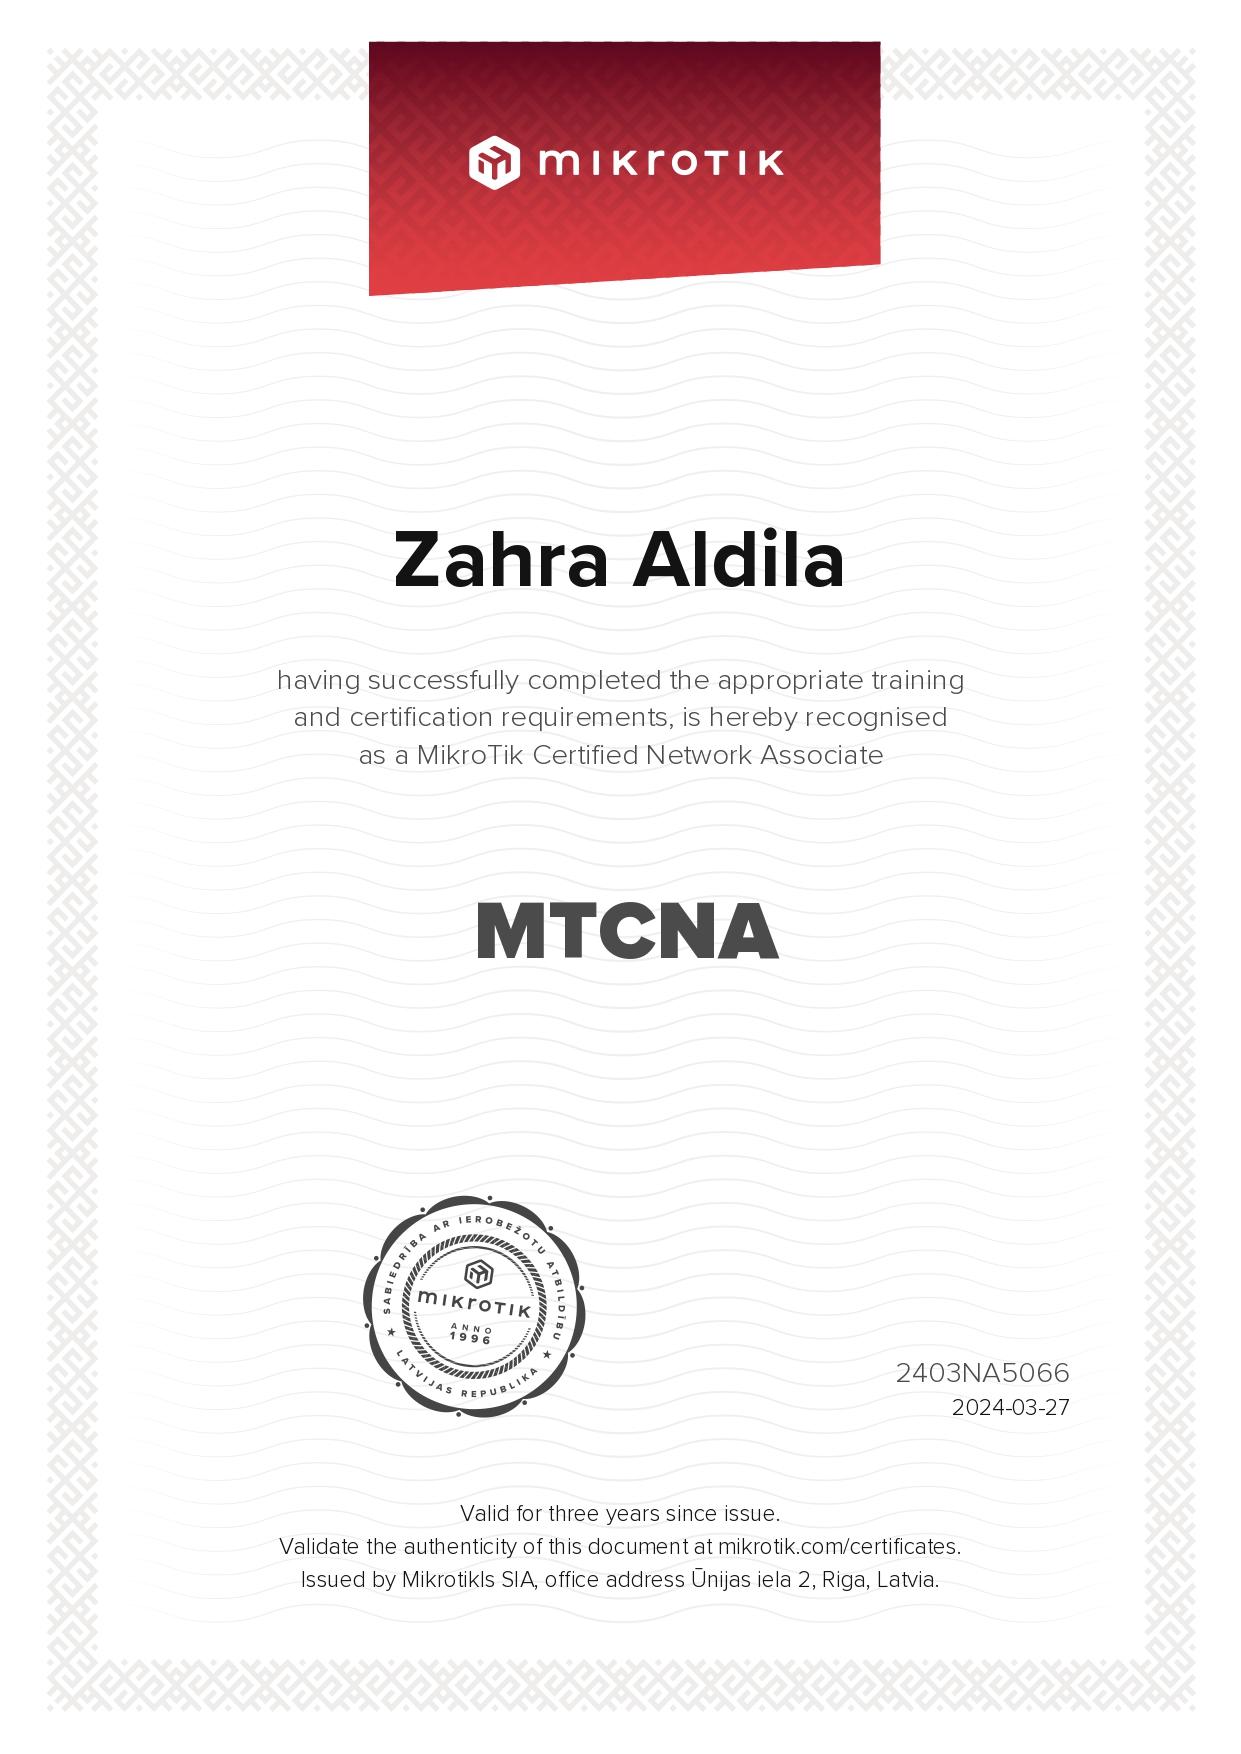 mikrotik
Zahra Aldila
having successfully completed the appropriate training
and certification requirements, is hereby recognised
as a MikroTik Certified Network Associate
MTCNA
SABIEDRĪBA AR IEROBEŽOTU ATBILDĪBU
mikrotik
ANNO
1996
★ LATVIJAS REPUBLIKA ★
2403NA5066
2024-03-27
Valid for three years since issue.
Validate the authenticity of this document at mikrotik.com/certificates.
Issued by Mikrotikls SIA, office address Ūnijas iela 2, Riga, Latvia.